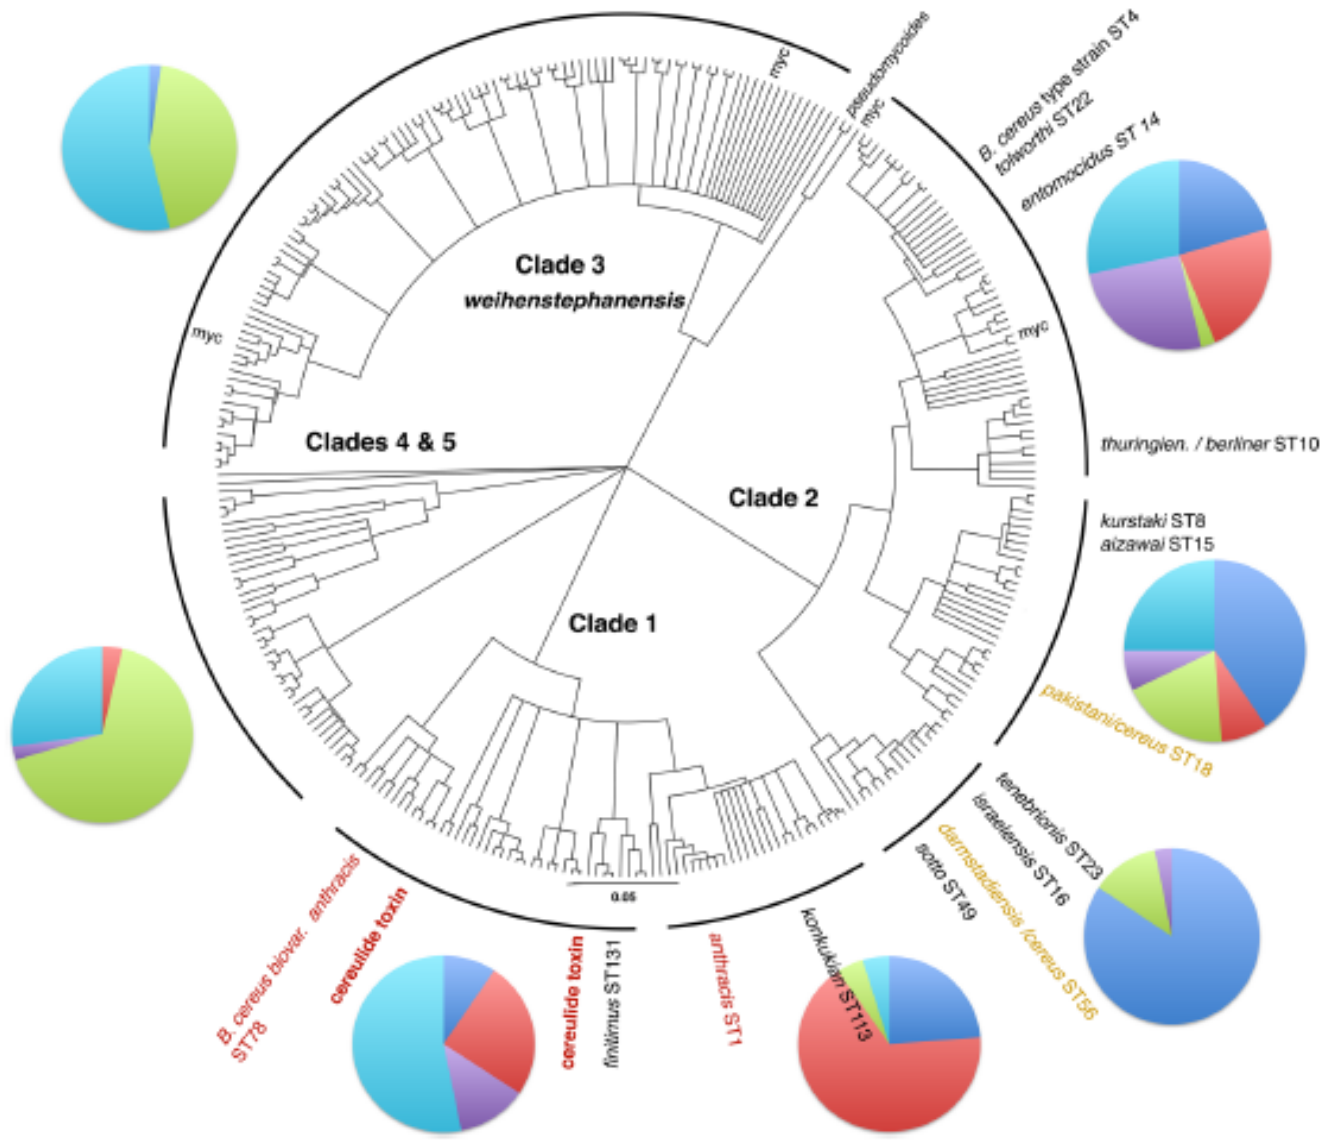 myc
pseudomycoides
myc
B. cereus type strain ST4
tolworthi ST22
entomocidus ST 14
Clade 3
weihenstephanensis
myc
myc
Clades 4 & 5
thuringien. / berliner ST10
Clade 2
kurstaki ST8
aizawai ST15
Clade 1
pakistani/cereus ST18
tenebrionis ST23
israelensis ST16
darmstadiensis /cereus ST56
sotto ST49
0.05
B. cereus biovar. anthracis
ST78
cereulide toxin
cereulide toxin
finitimus ST131
anthracis ST1
konkukian ST113